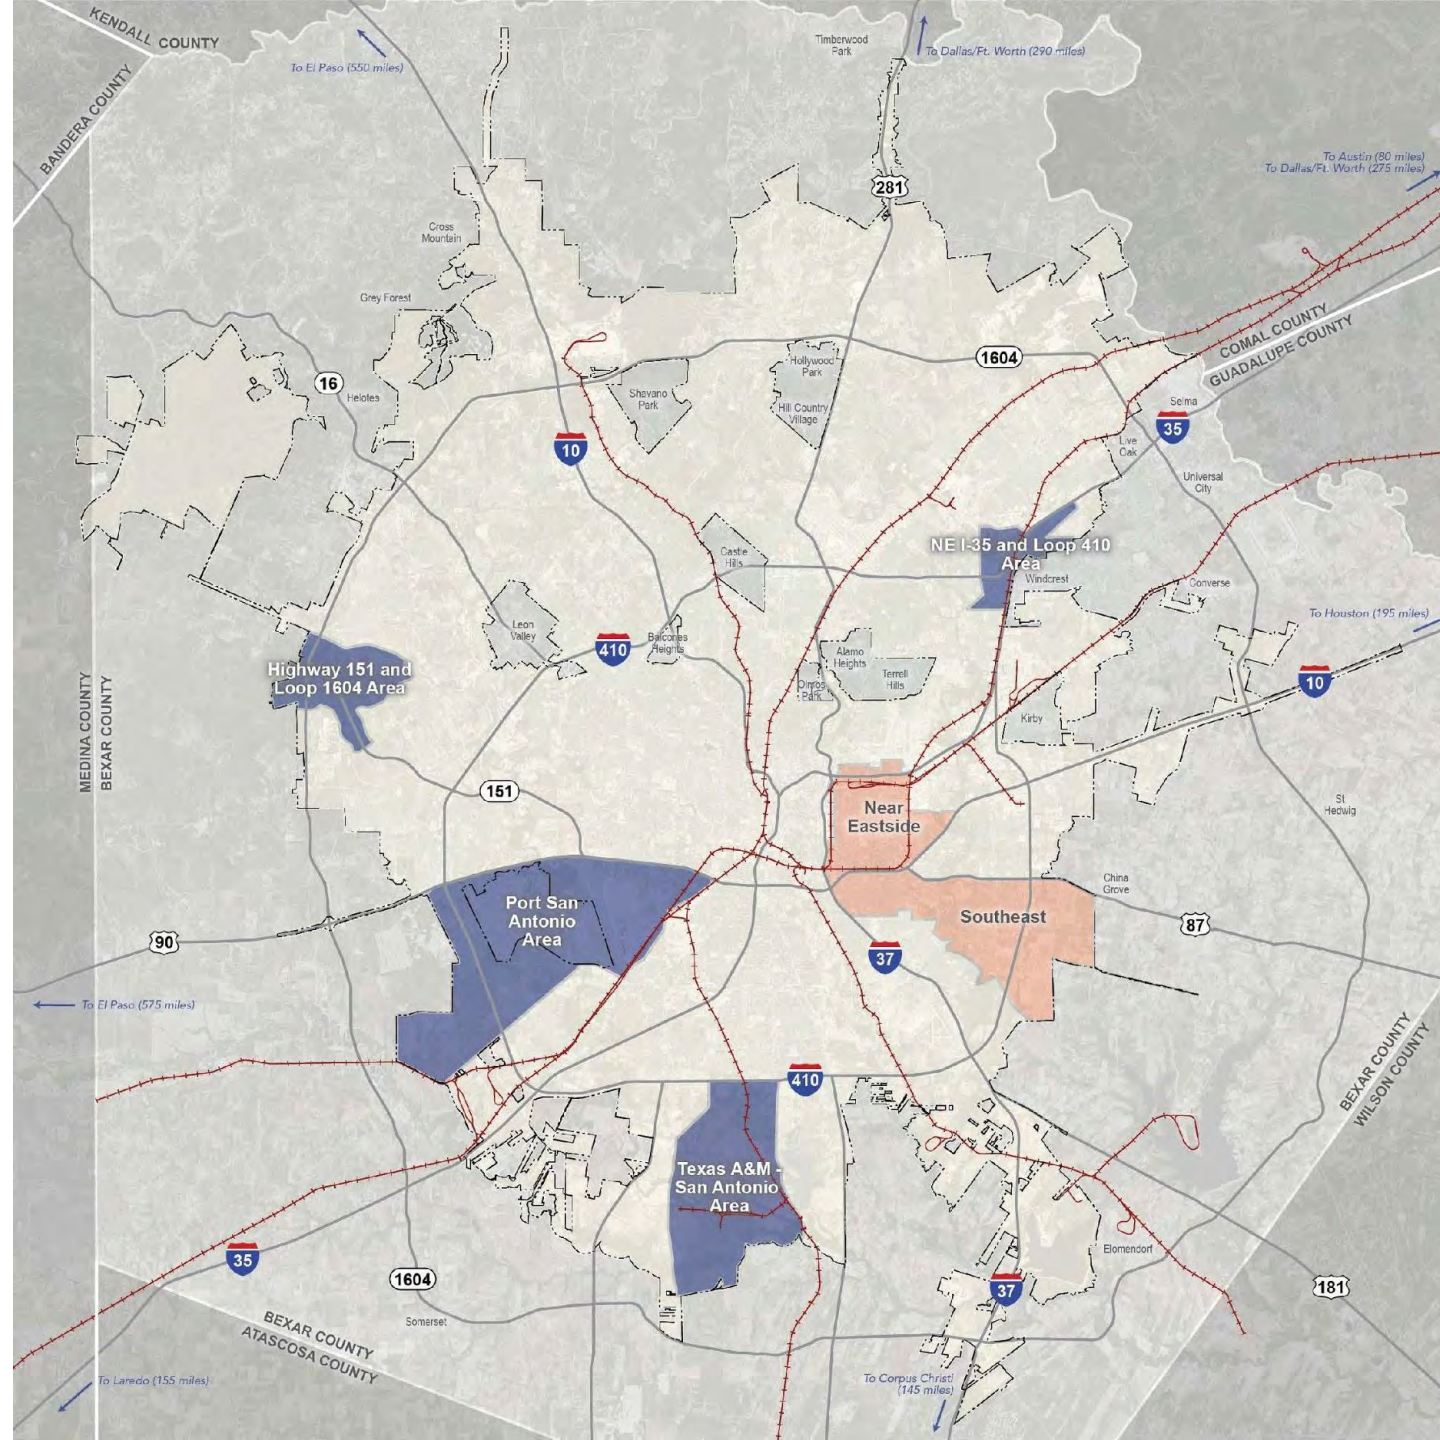 KENDALL COUNTY
BANDERA COUNTY
To El Paso (550 miles)
Timberwood
Park
To Dallas/Ft. Worth (290 miles)
To Austin (80 miles)
To Dallas/Ft. Worth (275 miles)
281
Cross
Mountain
Grey Forest
COMAL COUNTY
GUADALUPE COUNTY
1604
Hollywood
Park
16
Helotes
Shavano
Park
Hill Country
Village
Selma
35
10
Live
Oak
Universal
City
Castle
Hills
NE I-35 and Loop 410
Area
Windcrest
Converse
To Houston (195 miles)
Leon
Valley
410
Balcones
Heights
Alamo
Heights
Terrell
Hills
Olmos
Park
10
Highway 151 and
Loop 1604 Area
Kirby
MEDINA COUNTY
BEXAR COUNTY
151
Near
Eastside
St.
Hedwig
China
Grove
Port San
Antonio
Area
Southeast
87
90
37
To El Paso (575 miles)
BEXAR COUNTY
WILSON COUNTY
410
Texas A&M -
San Antonio
Area
Elomendorf
35
1604
37
181
Somerset
BEXAR COUNTY
ATASCOSA COUNTY
To Laredo (155 miles)
To Corpus Christi
(145 miles)